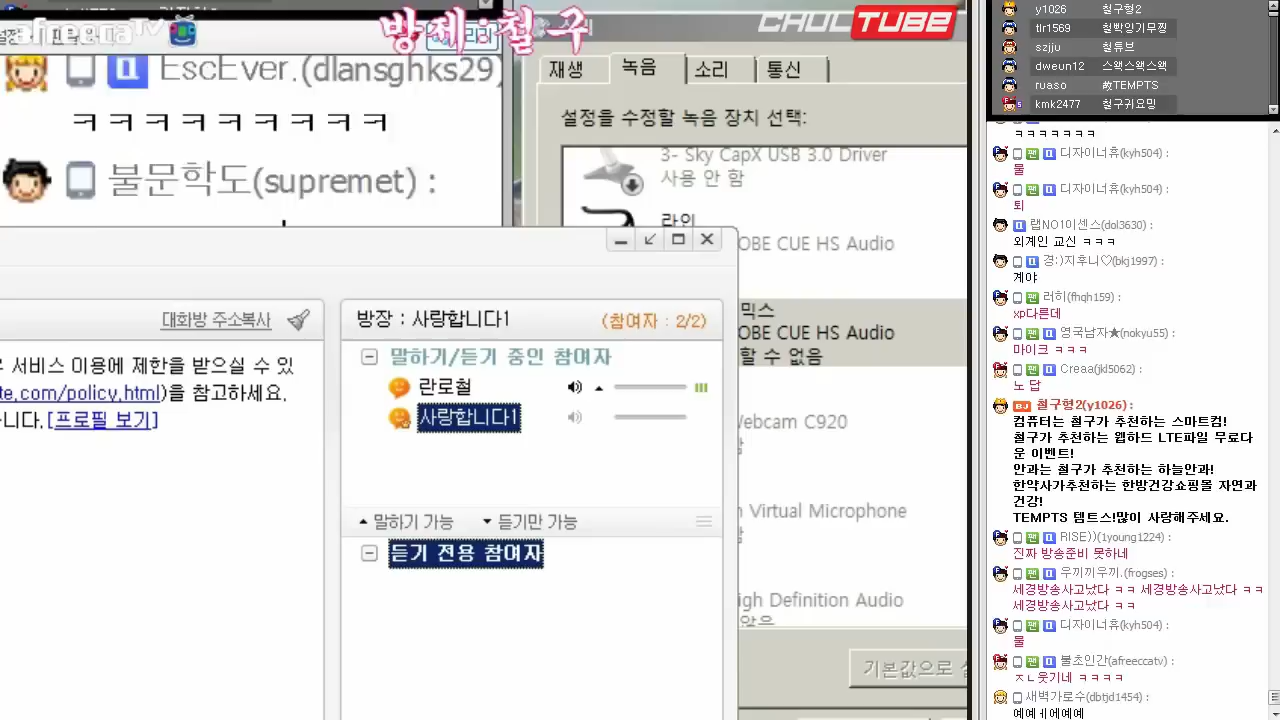 afreecaTV
방제:철구
CHULTUBE
EscEver.(dlansghks29)
ㅋㅋㅋㅋㅋㅋㅋㅋㅋ
불문학도(supremet) :
재생
녹음
소리
통신
설정을 수정할 녹음 장치 선택:
3- Sky CapX USB 3.0 Driver
사용 안 함
라인
OBE CUE HS Audio
믹스
OBE CUE HS Audio
할 수 없음
Webcam C920
Virtual Microphone
igh Definition Audio
기본값으로
대화방 주소복사
서비스 이용에 제한을 받으실 수 있
te.com/policy.html)을 참고하세요.
니다.[프로필 보기]
방장 : 사랑합니다1
(참여자 : 2/2)
말하기/듣기 중인 참여자
란로철
사랑합니다1
말하기 가능
듣기만 가능
듣기 전용 참여자
y1026 철구형2
tlr1569 철박앙기무찡
szjju 철튜브
dweun12 스왝스왝스왝
ruaso 故TEMPTS
kmk2477 철구귀요밍
ㅋㅋㅋㅋㅋㅋㅋ
디자이너휴(kyh504) :
물
디자이너휴(kyh504) :
퇴
랩NO1이센스(dol3630) :
외계인 교신 ㅋㅋㅋ
경:)지후니♡(bkj1997) :
계야
러히(fhqh159) :
xp다른데
영국남자★(nokyu55) :
마이크 ㅋㅋㅋ
Creaa(jkl5062) :
노 답
BJ 철구형2(y1026) :
컴퓨터는 철구가 추천하는 스마트컴!
철구가 추천하는 웹하드 LTE파일 무료다
운 이벤트!
안과는 철구가 추천하는 하늘안과!
한약사가추천하는 한방건강쇼핑몰 자연과
건강!
TEMPTS 템트스!많이 사랑해주세요.
RISE))(1young1224) :
진짜 방송준비 웃기네
우끼끼우끼.(frogses) :
세경방송사고났다 ㅋㅋ 세경방송사고났다 ㅋㅋ
세경방송사고났다 ㅋㅋ
디자이너휴(kyh504) :
물
불초인간(afreeccatv) :
ㅈㄴ웃기네 ㅋㅋㅋㅋ
새벽가로수(dbtjd1454) :